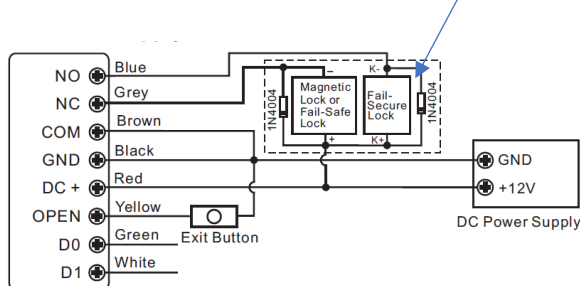 NO Blue
NC Grey
COM Brown
GND Black
DC + Red
OPEN Yellow
D0 Green
D1 White
Exit Button
1N4004
−
Magnetic
Lock or
Fail-Safe
Lock
+
K-
Fail-
Secure
Lock
K+
1N4004
GND
+12V
DC Power Supply